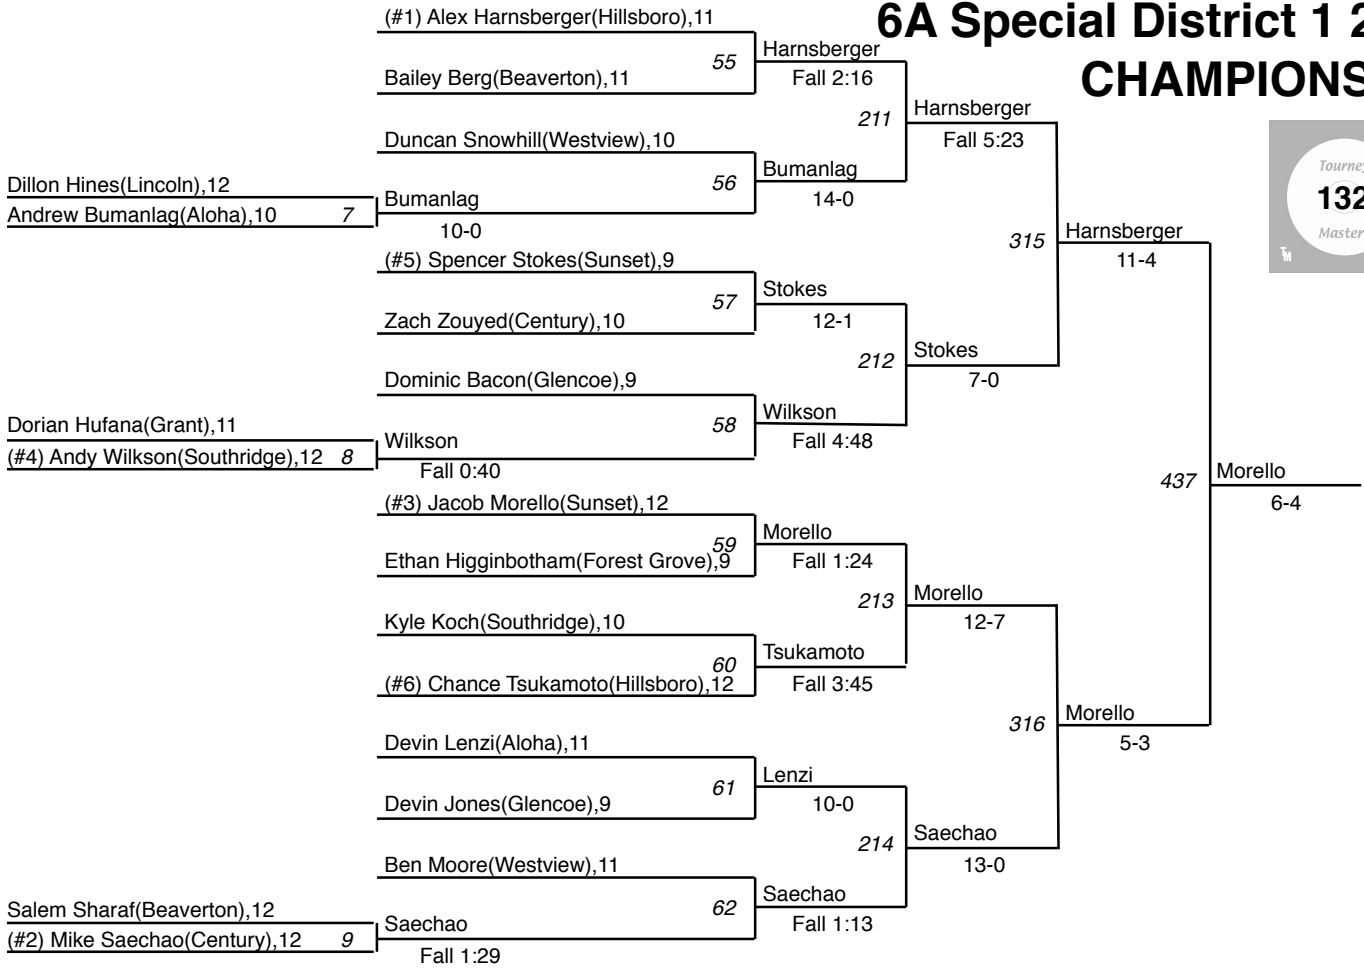 (#1) Alex Harnsberger(Hillsboro),11
6A Special District 1 2
55
Harnsberger
Bailey Berg(Beaverton),11
Fall 2:16
CHAMPIONS
211
Harnsberger
Fall 5:23
Duncan Snowhill(Westview),10
Tourney
132
Master
TM
56
Bumanlag
14-0
Dillon Hines(Lincoln),12
Andrew Bumanlag(Aloha),10
7
Bumanlag
10-0
315
Harnsberger
11-4
(#5) Spencer Stokes(Sunset),9
57
Stokes
12-1
Zach Zouyed(Century),10
212
Stokes
7-0
Dominic Bacon(Glencoe),9
58
Wilkson
Fall 4:48
Dorian Hufana(Grant),11
(#4) Andy Wilkson(Southridge),12
8
Wilkson
Fall 0:40
437
Morello
6-4
(#3) Jacob Morello(Sunset),12
59
Morello
Fall 1:24
Ethan Higginbotham(Forest Grove),9
213
Morello
12-7
Kyle Koch(Southridge),10
60
Tsukamoto
Fall 3:45
(#6) Chance Tsukamoto(Hillsboro),12
316
Morello
5-3
Devin Lenzi(Aloha),11
61
Lenzi
10-0
Devin Jones(Glencoe),9
214
Saechao
13-0
Ben Moore(Westview),11
62
Saechao
Fall 1:13
Salem Sharaf(Beaverton),12
(#2) Mike Saechao(Century),12
9
Saechao
Fall 1:29